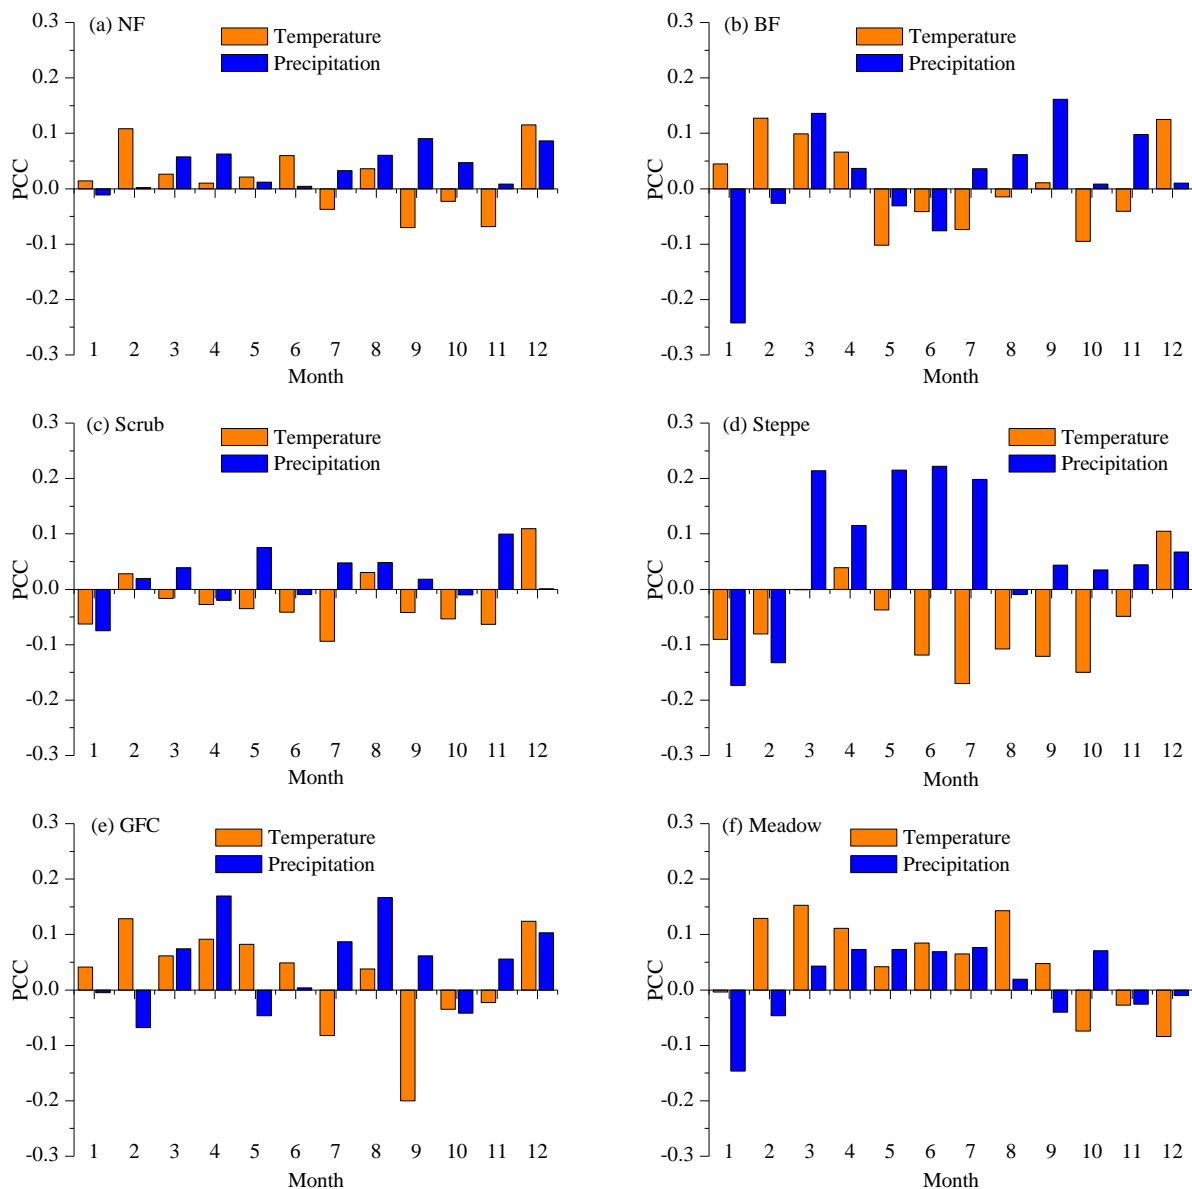 (a) NF
Temperature
Precipitation
PCC
0.3
0.2
0.1
0.0
-0.1
-0.2
-0.3
1 2 3 4 5 6 7 8 9 10 11 12
Month
(b) BF
Temperature
Precipitation
PCC
0.3
0.2
0.1
0.0
-0.1
-0.2
-0.3
1 2 3 4 5 6 7 8 9 10 11 12
Month
(c) Scrub
Temperature
Precipitation
PCC
0.3
0.2
0.1
0.0
-0.1
-0.2
-0.3
1 2 3 4 5 6 7 8 9 10 11 12
Month
(d) Steppe
Temperature
Precipitation
PCC
0.3
0.2
0.1
0.0
-0.1
-0.2
-0.3
1 2 3 4 5 6 7 8 9 10 11 12
Month
(e) GFC
Temperature
Precipitation
PCC
0.3
0.2
0.1
0.0
-0.1
-0.2
-0.3
1 2 3 4 5 6 7 8 9 10 11 12
Month
(f) Meadow
Temperature
Precipitation
PCC
0.3
0.2
0.1
0.0
-0.1
-0.2
-0.3
1 2 3 4 5 6 7 8 9 10 11 12
Month